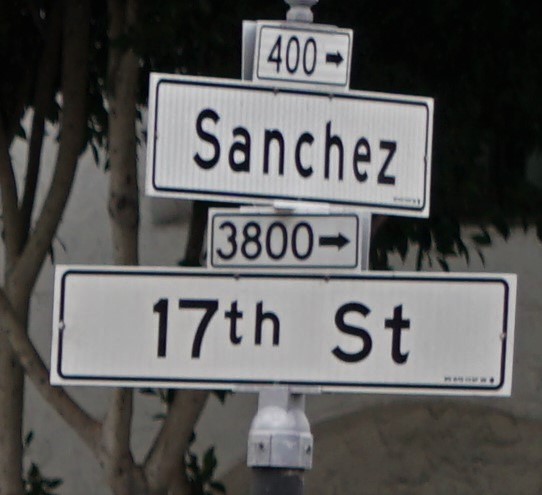 400 →
Sanchez
3800 →
17th St